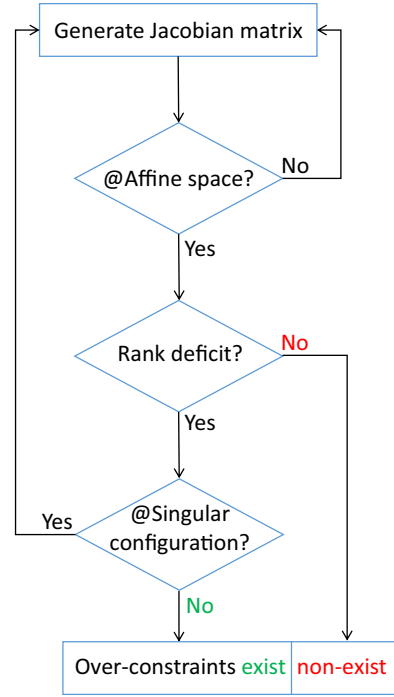 Generate Jacobian matrix
No
@Affine space?
Yes
No
Rank deficit?
Yes
@Singular
Yes
configuration?
No
Over-constraints exist non-exist